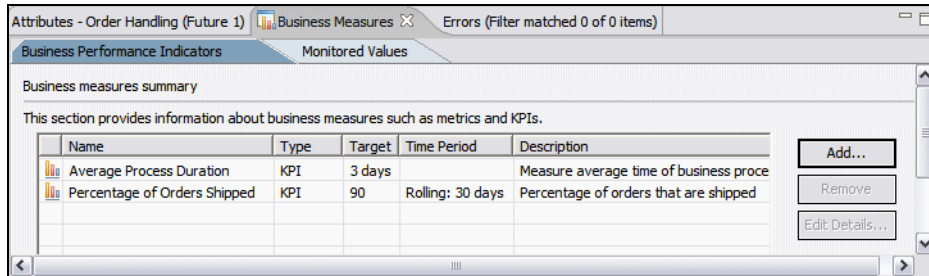 Attributes - Order Handling (Future 1) Business Measures Errors (Filter matched 0 of 0 items)
Business Performance Indicators Monitored Values
Business measures summary
This section provides information about business measures such as metrics and KPIs.
Name Type Target Time Period Description
Add...
Average Process Duration KPI 3 days Measure average time of business proce
Percentage of Orders Shipped KPI 90 Rolling: 30 days Percentage of orders that are shipped
Remove
Edit Details...